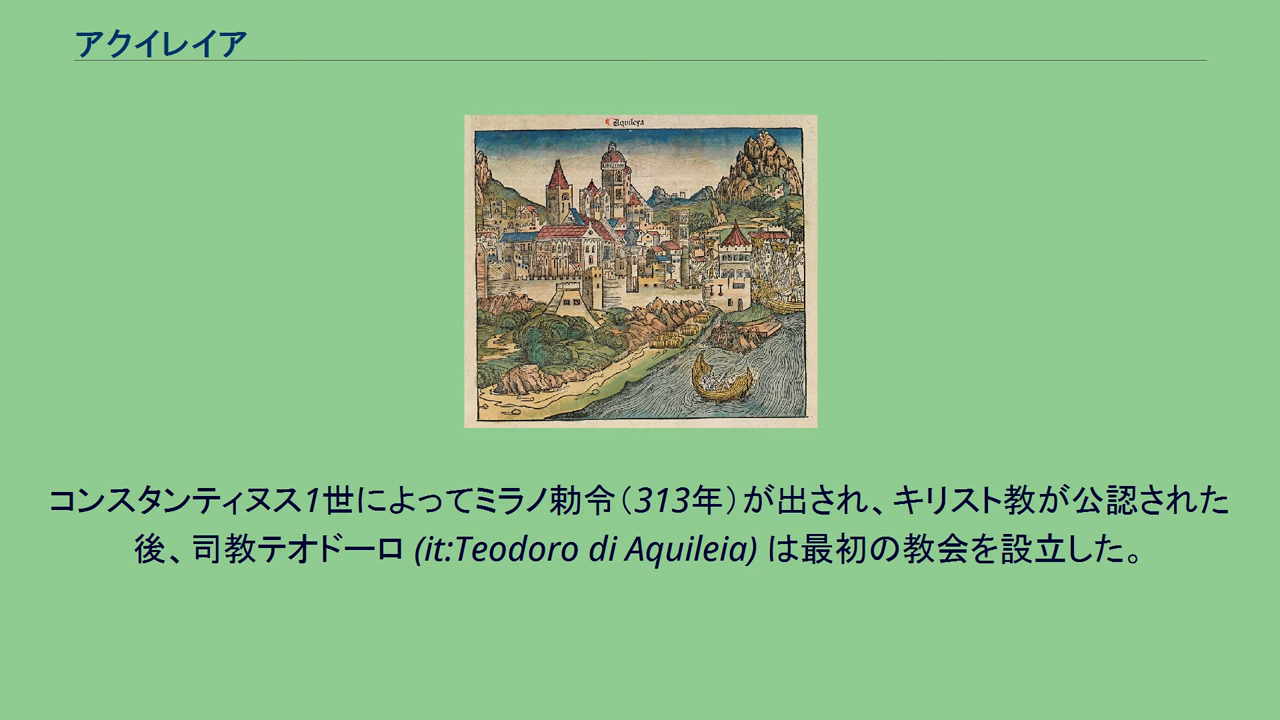 アクイレイア
Aquileya
コンスタンティヌス1世によってミラノ勅令（313年）が出され、キリスト教が公認された
後、司教テオドーロ (it:Teodoro di Aquileia) は最初の教会を設立した。